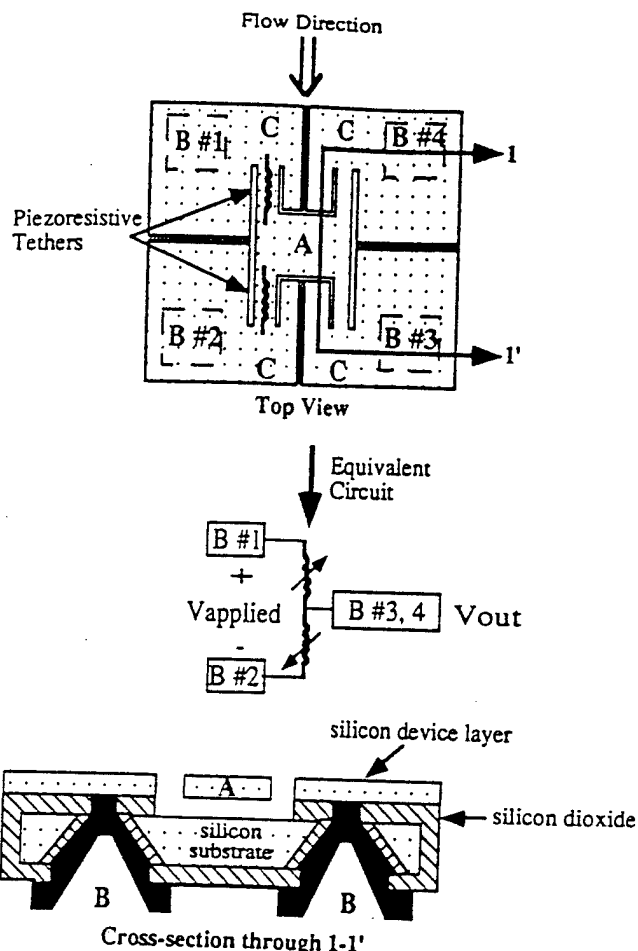 Flow Direction
B #1 C C B #4 1
Piezoresistive
Tethers
A
B #2 C C B #3 1'
Top View
Equivalent
Circuit
B #1
+
Vapplied B #3, 4 Vout
-
B #2
silicon device layer
A
silicon dioxide
silicon
substrate
B B
Cross-section through 1-1'